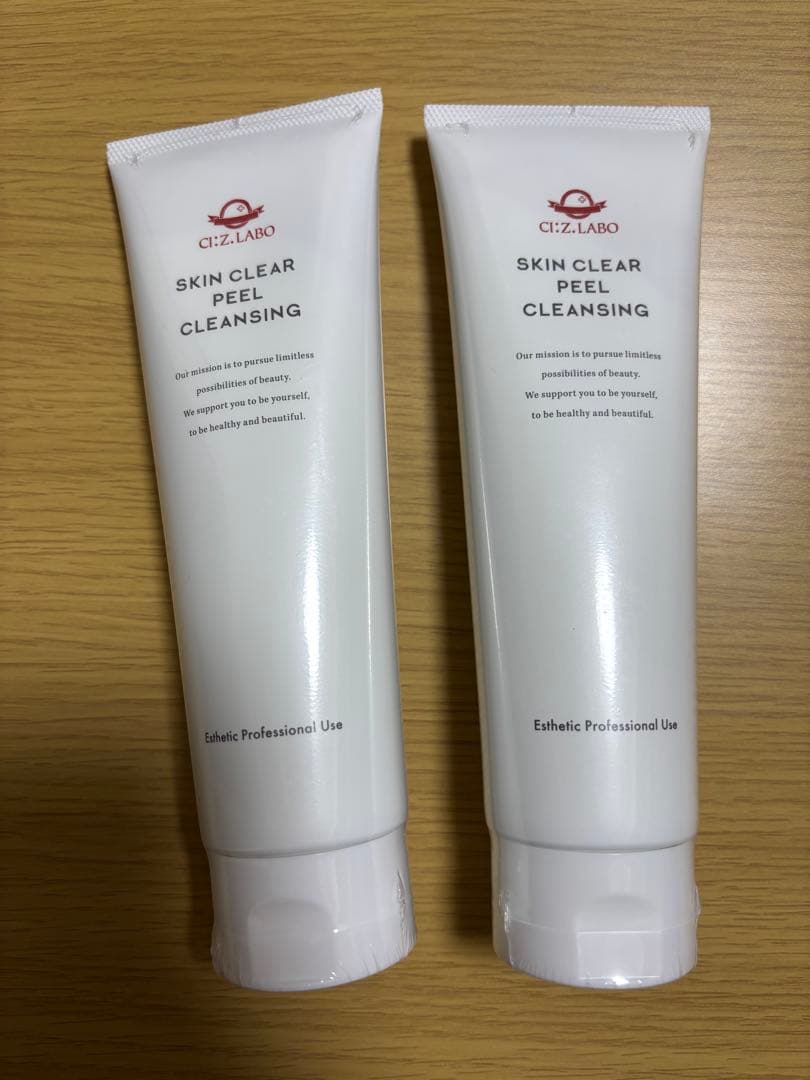 CI:Z.LABO
SKIN CLEAR
PEEL
CLEANSING
Our mission is to pursue limitless
possibilities of beauty.
We support you to be yourself,
to be healthy and beautiful.
Esthetic Professional Use
CI:Z.LABO
SKIN CLEAR
PEEL
CLEANSING
Our mission is to pursue limitless
possibilities of beauty.
We support you to be yourself,
to be healthy and beautiful.
Esthetic Professional Use